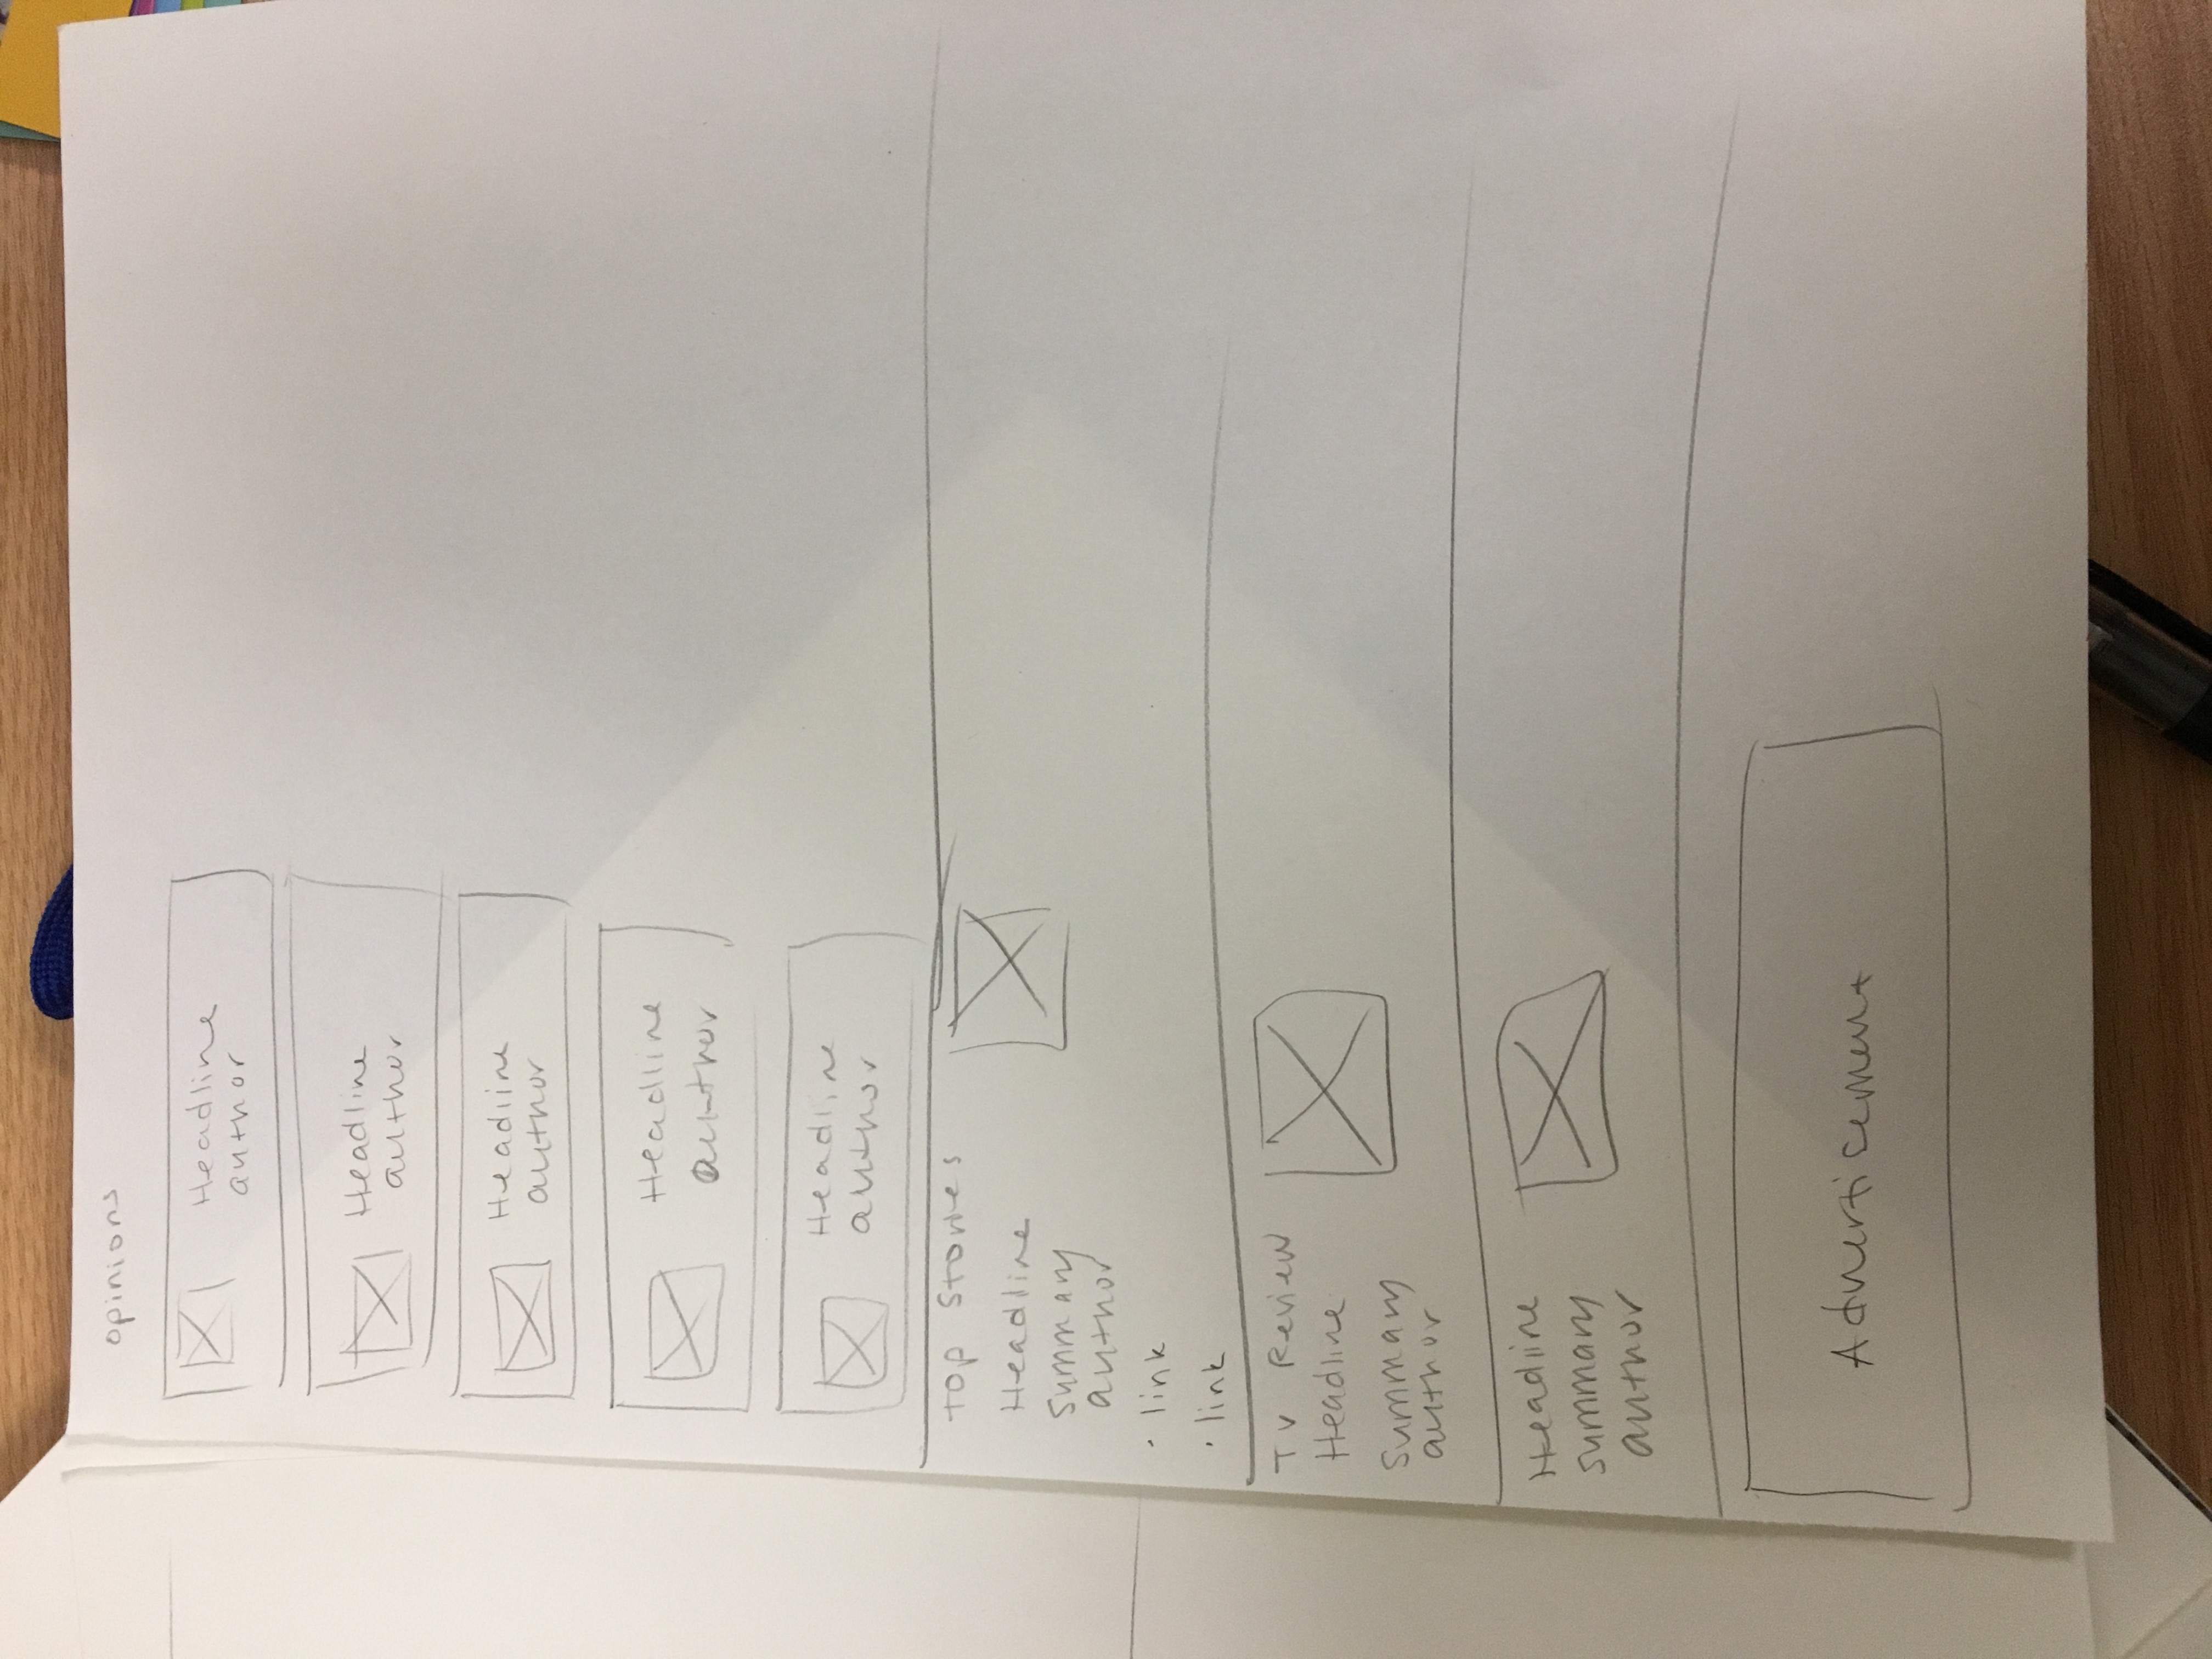 opinions
Headline
author
Headline
author
Headline
author
Headline
author
Headline
author
Top Stories
Headline
Summary
author
· link
· link
TV Review
Headline
Summary
author
Headline
summary
author
Advertisement